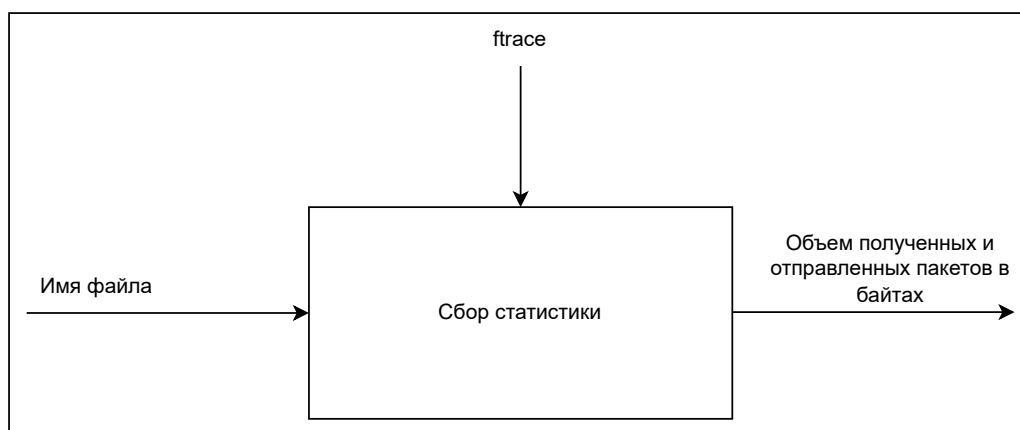 ftrace
Имя файла
Сбор статистики
Объем полученных и
отправленных пакетов в
байтах